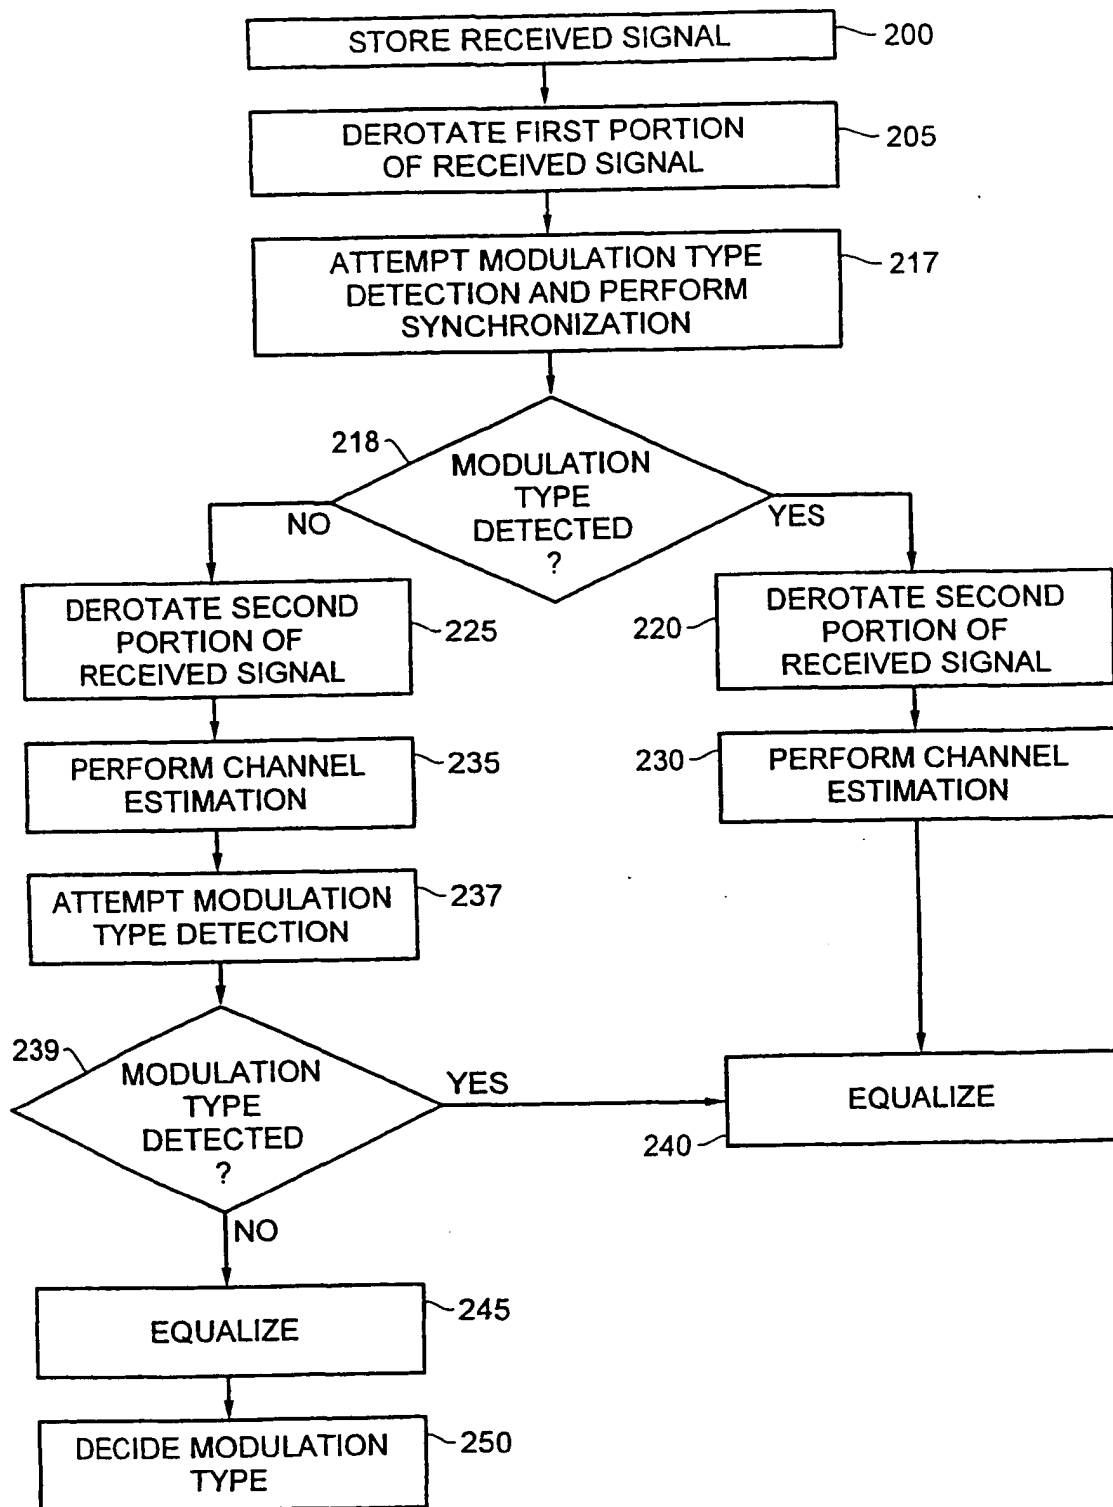 STORE RECEIVED SIGNAL
200
DEROTATE FIRST PORTION
OF RECEIVED SIGNAL
205
ATTEMPT MODULATION TYPE
DETECTION AND PERFORM
SYNCHRONIZATION
217
218
MODULATION
TYPE
DETECTED
?
NO
YES
DEROTATE SECOND
PORTION OF
RECEIVED SIGNAL
225
220
DEROTATE SECOND
PORTION OF
RECEIVED SIGNAL
PERFORM CHANNEL
ESTIMATION
235
230
PERFORM CHANNEL
ESTIMATION
ATTEMPT MODULATION
TYPE DETECTION
237
239
MODULATION
TYPE
DETECTED
?
YES
EQUALIZE
240
NO
EQUALIZE
245
DECIDE MODULATION
TYPE
250